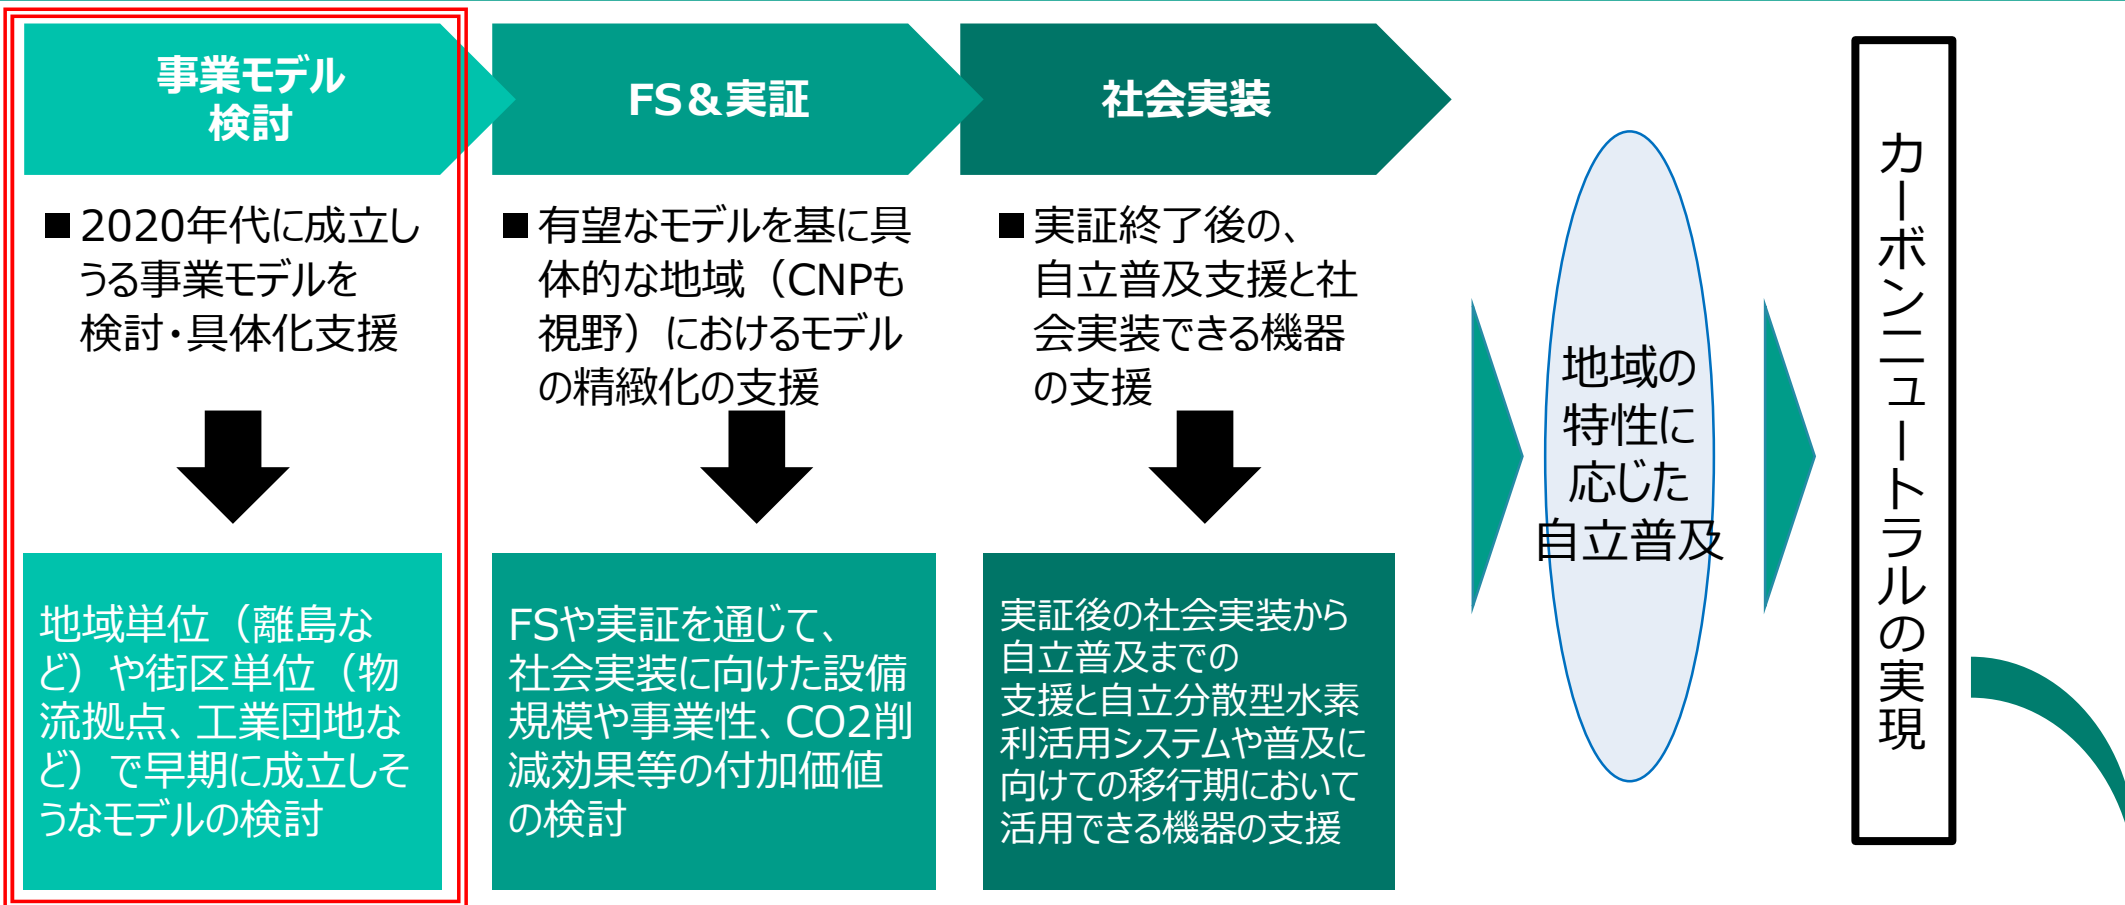 事業モデル
検討
FS&実証
社会実装
■2020年代に成立し
うる事業モデルを
検討・具体化支援
■有望なモデルを基に具
体的な地域（CNPも
視野）におけるモデル
の精緻化の支援
■実証終了後の、
自立普及支援と社
会実装できる機器
の支援
地域単位（離島な
ど）や街区単位（物
流拠点、工業団地な
ど）で早期に成立しそ
うなモデルの検討
FSや実証を通じて、
社会実装に向けた設備
規模や事業性、CO2削
減効果等の付加価値
の検討
実証後の社会実装から
自立普及までの
支援と自立分散型水素
利活用システムや普及に
向けての移行期において
活用できる機器の支援
地域の
特性に
応じた
自立普及
カーボンニュートラルの実現